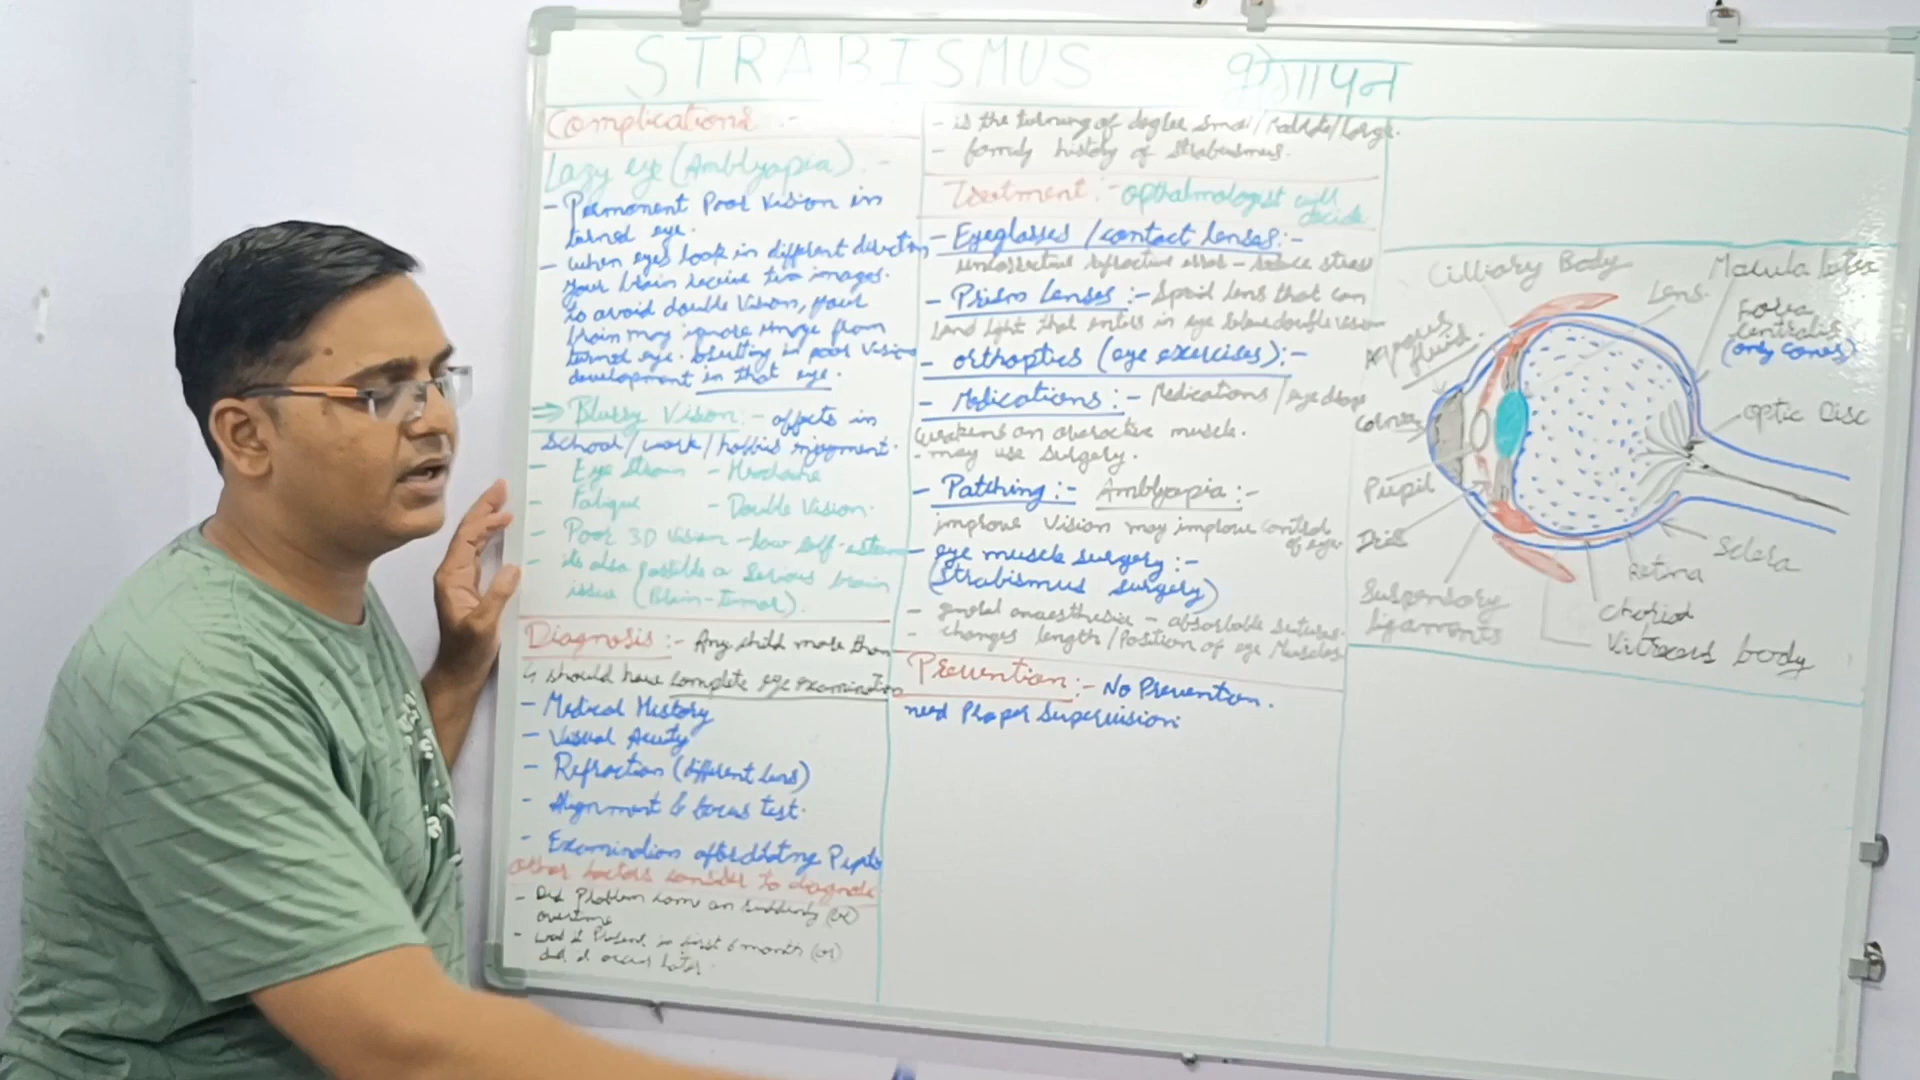 STRABISMUS भेंगापन
Complications :-
Lazy eye (Amblyopia) :-
- Permanent Poor Vision in
turned eye.
- when eyes look in different direction
your brain receive two images.
to avoid double Vision, your
brain may ignore image from
turned eye. resulting in poor Vision
development in that eye.
⇒ Blurry Vision :- affects in
School/work/hobbies enjoyment.
- Eye Strain - Headache
- Fatigue - Double Vision.
- Poor 3D Vision - low self-esteem
- its also possible a serious brain
issue (Brain-Tumor).
Diagnosis :- Any child more than
4 should have complete eye examination
- Medical History
- Visual Acuity
- Refraction (different lens)
- Alignment & focus test.
- Examination after dilating Pupils
other factors consider to diagnose
- Did Problem come on suddenly (or)
overtime
- was it Present in first 6 months (or)
did it occur later
- is the turning of degree small/ /large.
- family history of strabismus.
Treatment :- opthalmologist will
decide
- Eyeglasses /contact lenses :-
uncorrected refractive error - reduce stress
- Prism lenses :- lens that can
bend light that enters in eye double vision
- orthoptics (eye exercises) :-
- Medications :- Medications/eye drops
weakens an overactive muscle.
- may use surgery.
- Patching :- Amblyopia :-
improve vision may improve control
of eyes
- eye muscle surgery :-
(Strabismus surgery)
- general anaesthesia - absorbable sutures.
- changes length/Position of eye Muscles
Prevention :- No Prevention.
need Proper supervision
Cilliary Body
Macula lutea
Lens
Fovea
centralis
(only cones)
Aqueous
fluid.
optic Disc
Cornea
Pupil
Iris
Sclera
Retina
Suspensory
ligaments
Choriod
Vitreous body